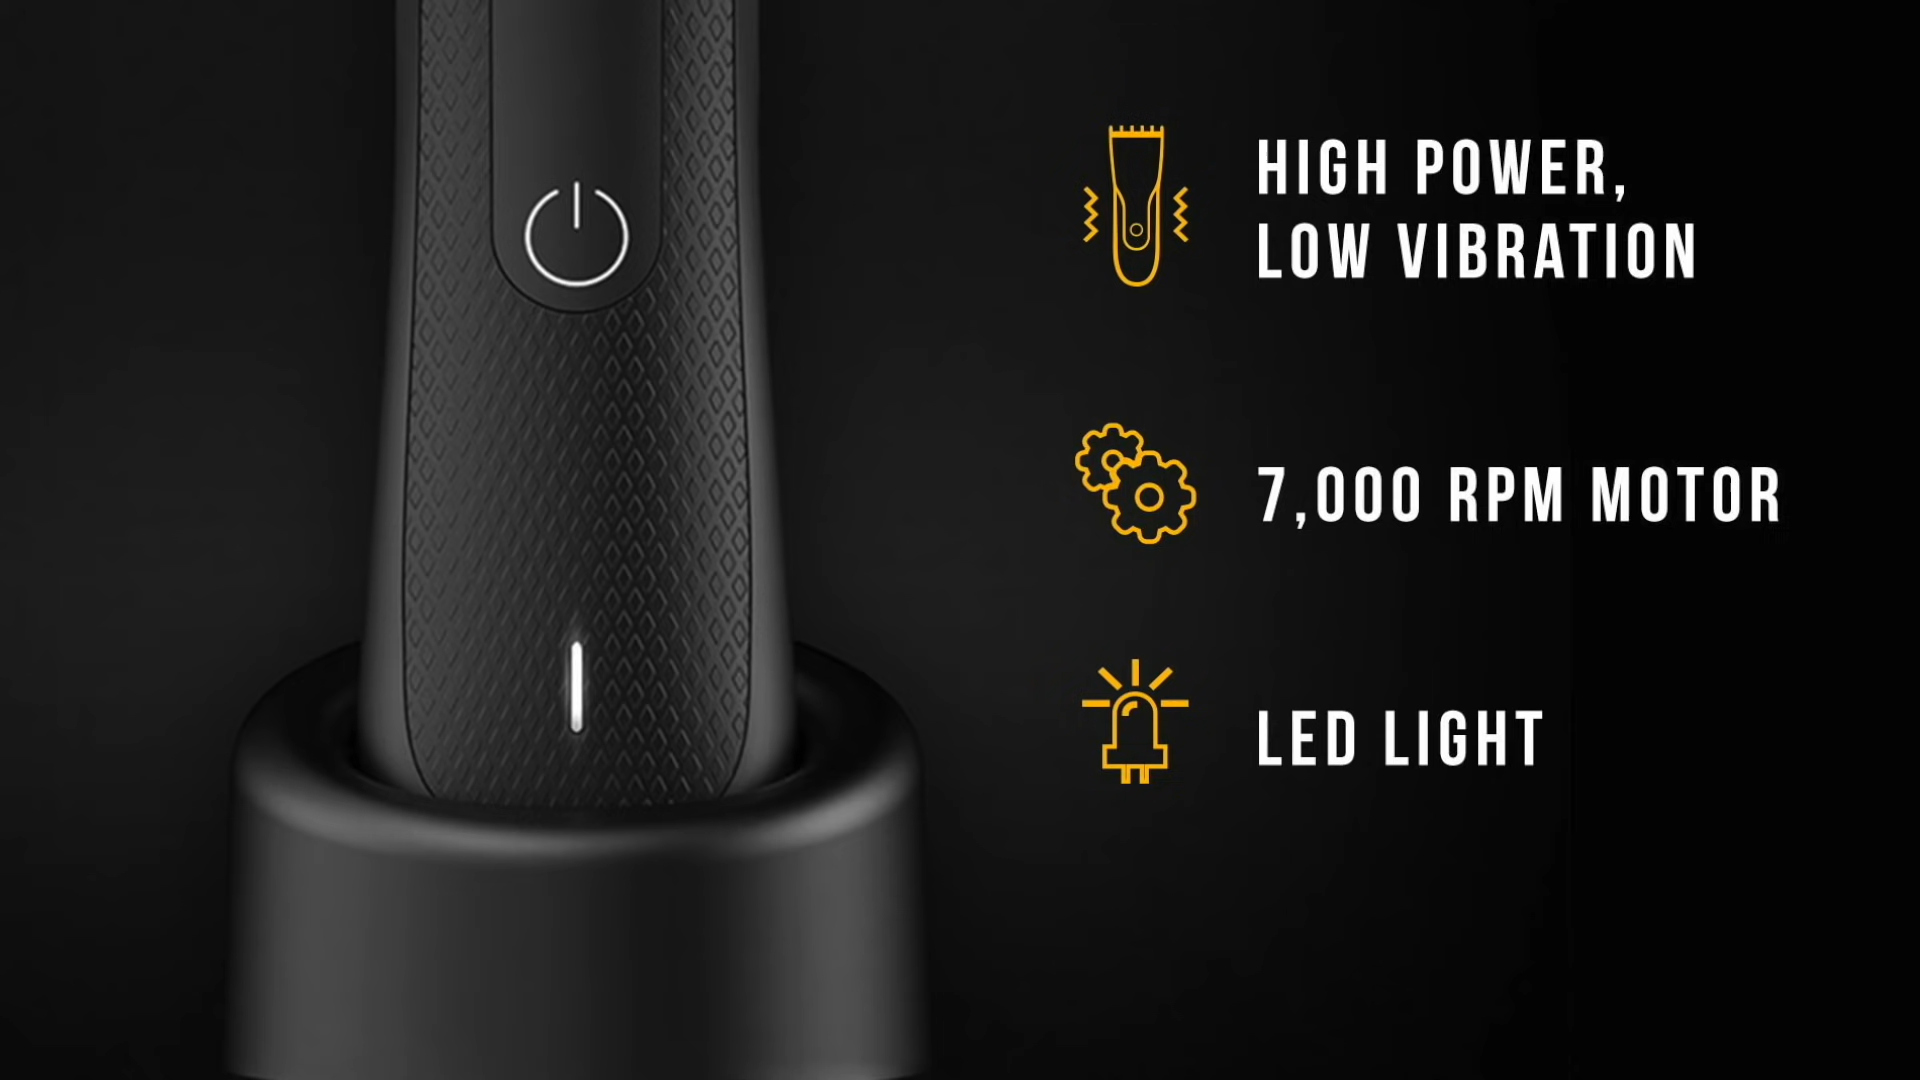 HIGH POWER,
LOW VIBRATION
7,000 RPM MOTOR
LED LIGHT